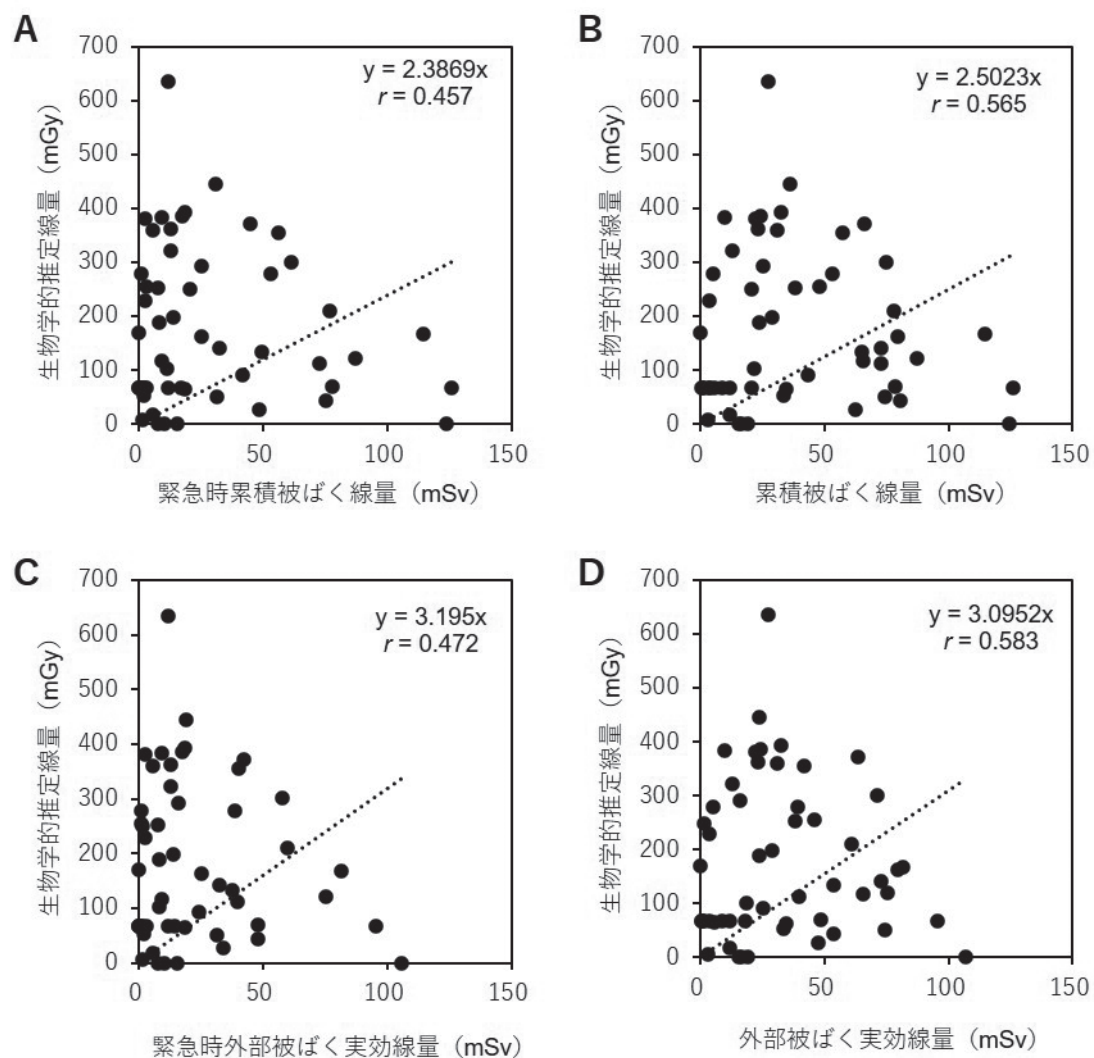 A
y = 2.3869x
r = 0.457
生物学的推定線量（mGy）
700
600
500
400
300
200
100
0
0 50 100 150
緊急時累積被ばく線量（mSv）
B
y = 2.5023x
r = 0.565
生物学的推定線量（mGy）
700
600
500
400
300
200
100
0
0 50 100 150
累積被ばく線量（mSv）
C
y = 3.195x
r = 0.472
生物学的推定線量（mGy）
700
600
500
400
300
200
100
0
0 50 100 150
緊急時外部被ばく実効線量（mSv）
D
y = 3.0952x
r = 0.583
生物学的推定線量（mGy）
700
600
500
400
300
200
100
0
0 50 100 150
外部被ばく実効線量（mSv）